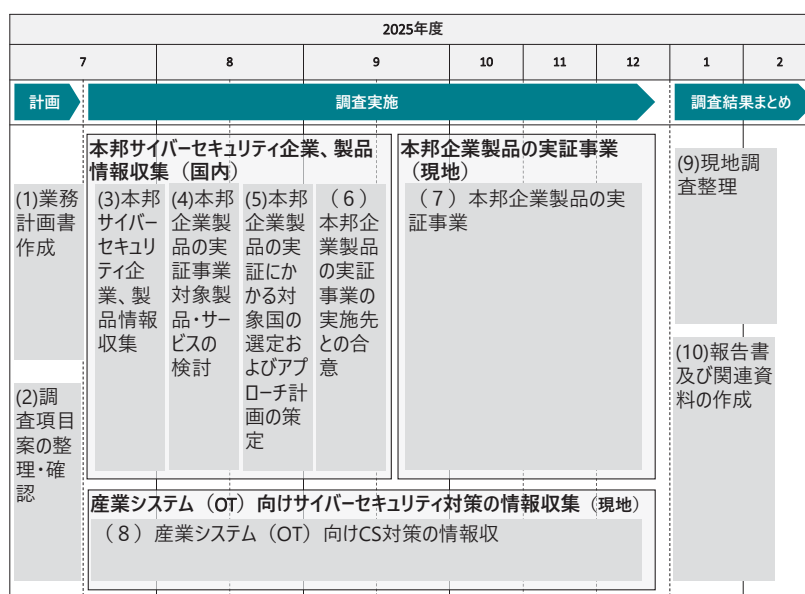 2025年度
7
8
9
10
11
12
1
2
計画
調査実施
調査結果まとめ
(1)業務
計画書
作成
(2)調
査項目
案の整
理・確
認
本邦サイバーセキュリティ企業、製品
情報収集（国内）
(3)本邦
サイバー
セキュリ
ティ企
業、製
品情報
収集
(4)本邦
企業製
品の実
証事業
対象製
品・サー
ビスの
検討
(5)本邦
企業製
品の実
証にか
かる対
象国の
選定お
よびアプ
ローチ計
画の策
定
（６）
本邦企
業製品
の実証
事業の
実施先
との合
意
本邦企業製品の実証事業
（現地）
（７）本邦企業製品の実
証事業
産業システム（OT）向けサイバーセキュリティ対策の情報収集（現地）
（８）産業システム（OT）向けCS対策の情報収
(9)現地調
査整理
(10)報告書
及び関連資
料の作成